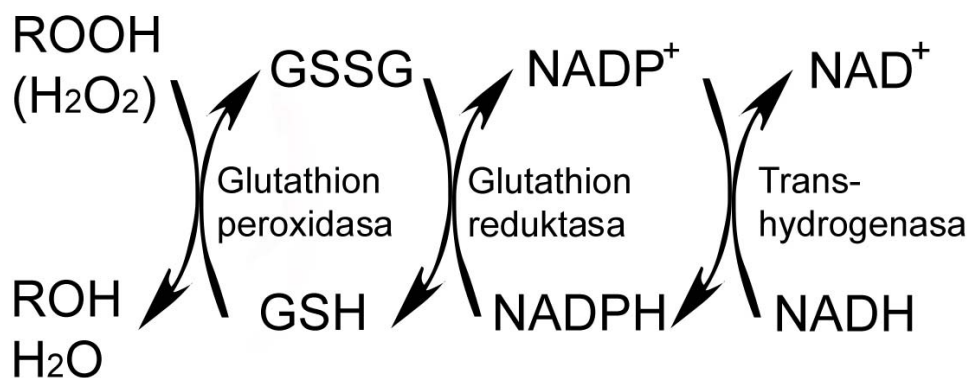 ROOH
(H₂O₂)
GSSG
NADP⁺
NAD⁺
Glutathion
peroxidasa
Glutathion
reduktasa
Trans-
hydrogenasa
ROH
H₂O
GSH
NADPH
NADH